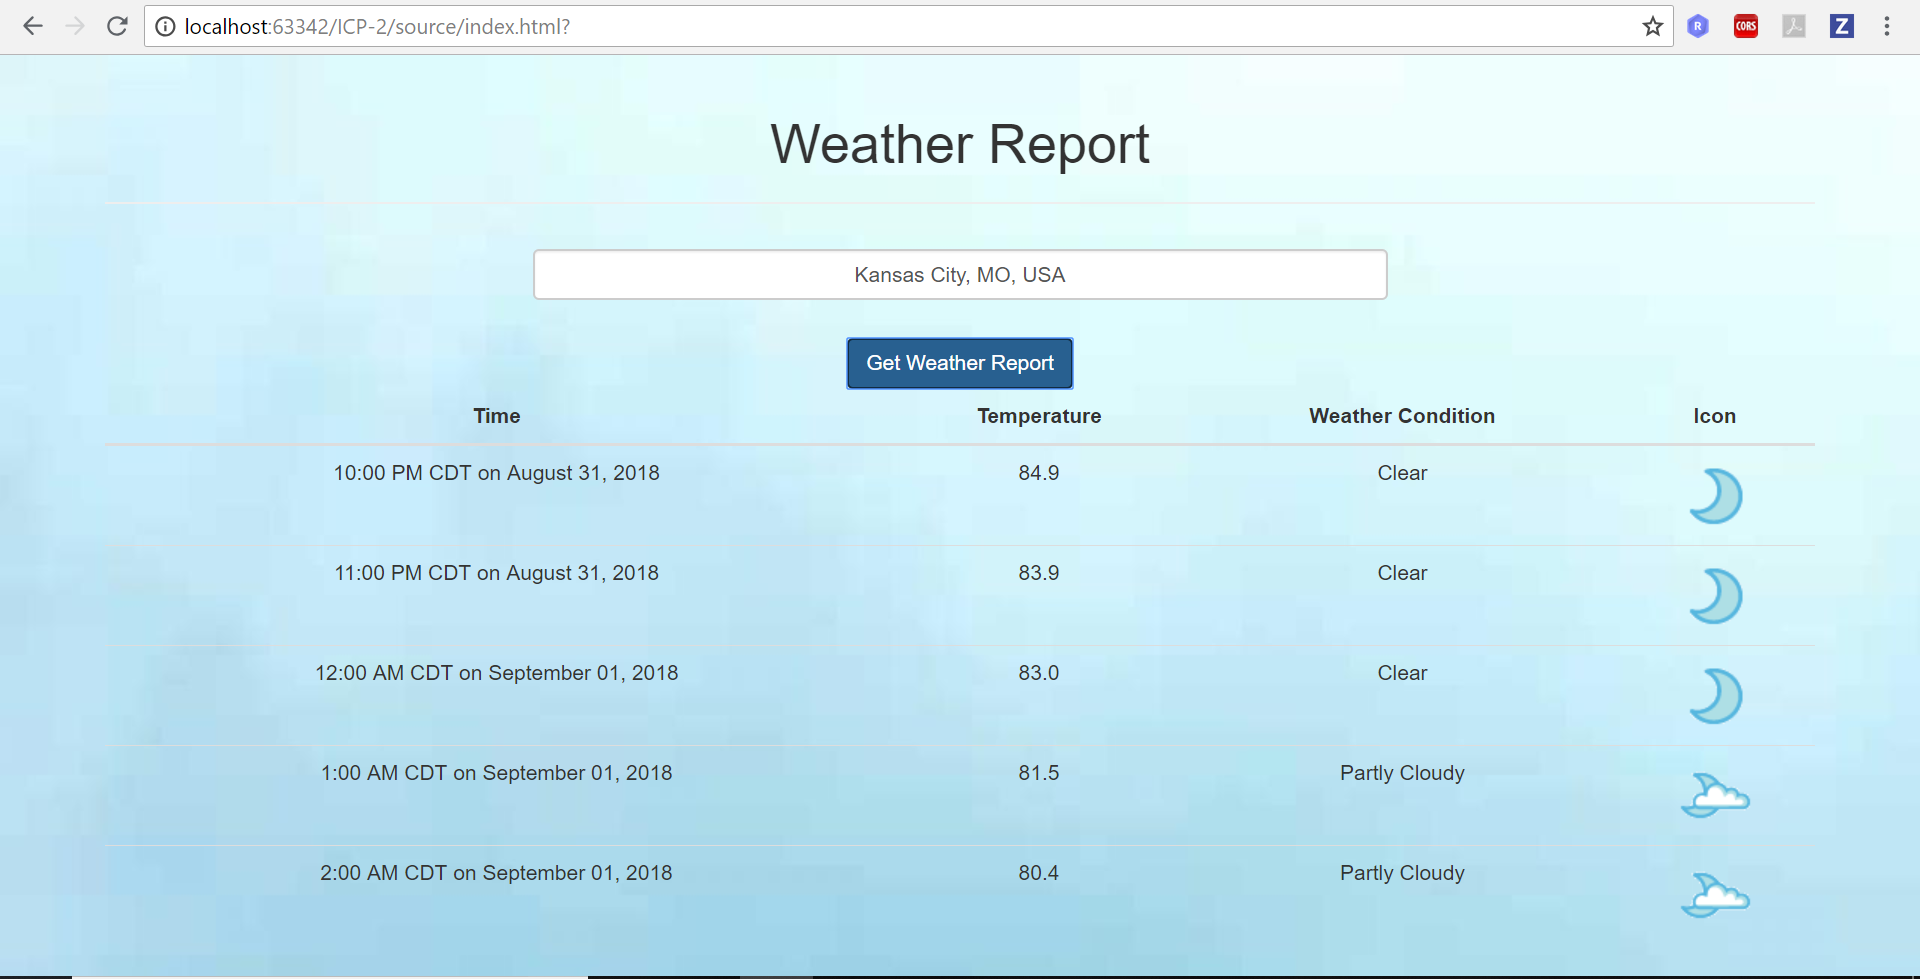 localhost:63342/ICP-2/source/index.html?
R
CORS
Z
Weather Report
Kansas City, MO, USA
Get Weather Report
Time Temperature Weather Condition Icon
10:00 PM CDT on August 31, 2018 84.9 Clear
11:00 PM CDT on August 31, 2018 83.9 Clear
12:00 AM CDT on September 01, 2018 83.0 Clear
1:00 AM CDT on September 01, 2018 81.5 Partly Cloudy
2:00 AM CDT on September 01, 2018 80.4 Partly Cloudy